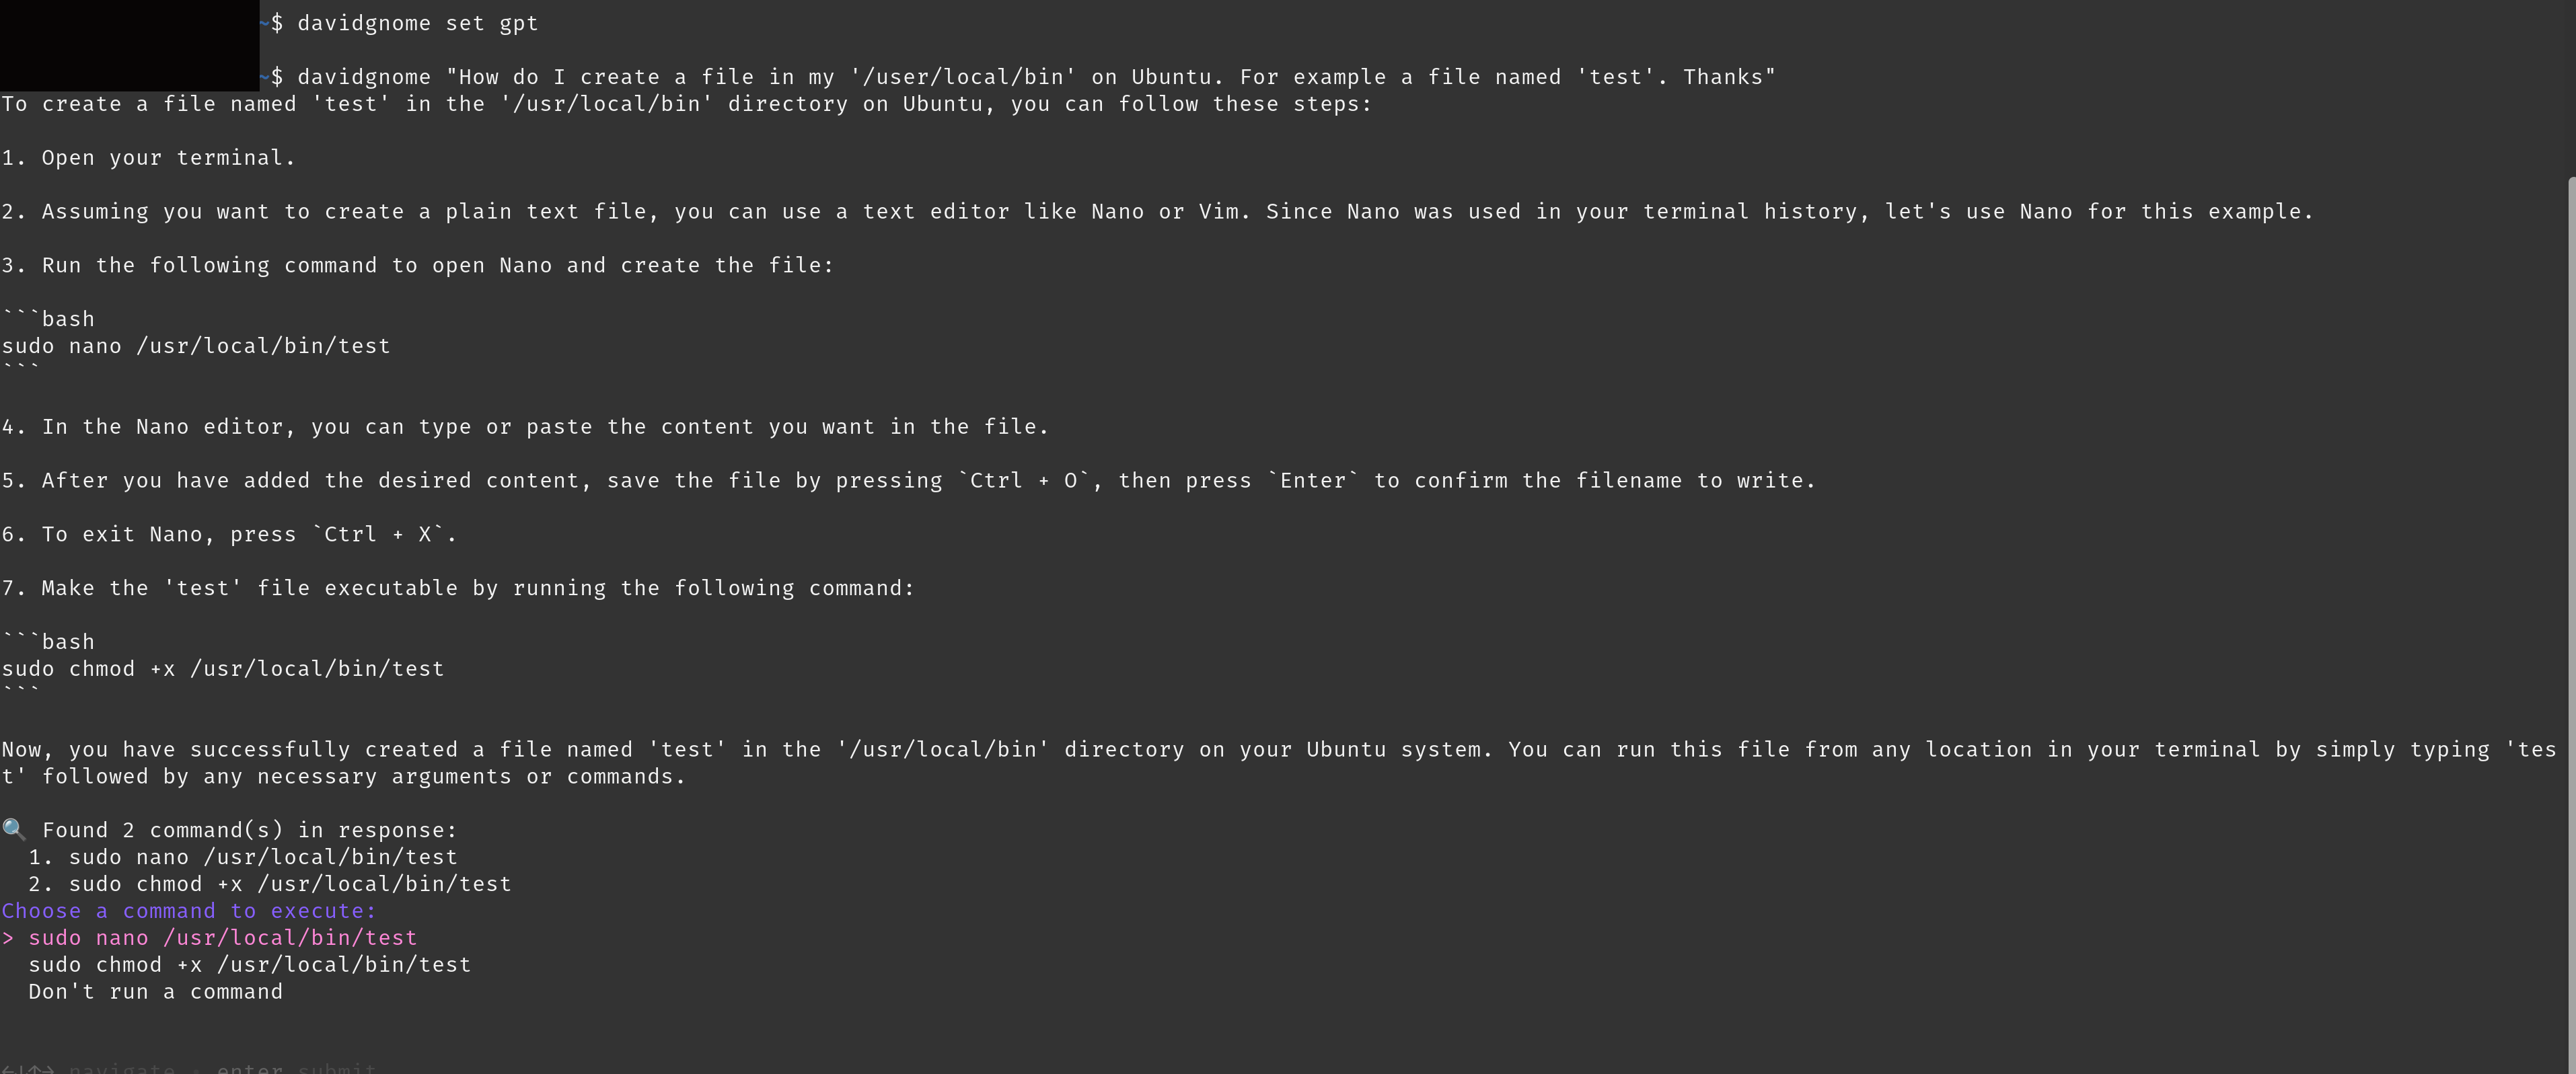 ~$ davidgnome set gpt
~$ davidgnome "How do I create a file in my '/user/local/bin' on Ubuntu. For example a file named 'test'. Thanks"
To create a file named 'test' in the '/usr/local/bin' directory on Ubuntu, you can follow these steps:
1. Open your terminal.
2. Assuming you want to create a plain text file, you can use a text editor like Nano or Vim. Since Nano was used in your terminal history, let's use Nano for this example.
3. Run the following command to open Nano and create the file:
```bash
sudo nano /usr/local/bin/test
```
4. In the Nano editor, you can type or paste the content you want in the file.
5. After you have added the desired content, save the file by pressing `Ctrl + O`, then press `Enter` to confirm the filename to write.
6. To exit Nano, press `Ctrl + X`.
7. Make the 'test' file executable by running the following command:
```bash
sudo chmod +x /usr/local/bin/test
```
Now, you have successfully created a file named 'test' in the '/usr/local/bin' directory on your Ubuntu system. You can run this file from any location in your terminal by simply typing 'tes
t' followed by any necessary arguments or commands.
🔍 Found 2 command(s) in response:
  1. sudo nano /usr/local/bin/test
  2. sudo chmod +x /usr/local/bin/test
Choose a command to execute:
> sudo nano /usr/local/bin/test
  sudo chmod +x /usr/local/bin/test
  Don't run a command
←↓↑→ navigate • enter submit